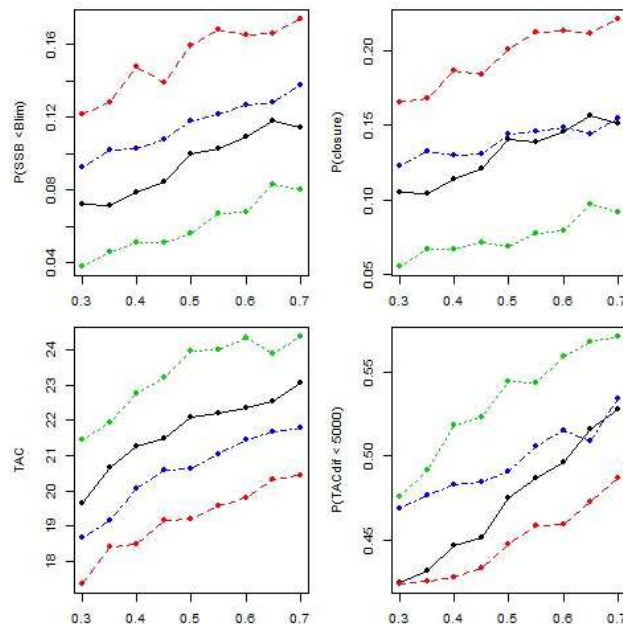 P(SSB <Blim)
0.04 0.08 0.12 0.16
0.3 0.4 0.5 0.6 0.7
P(closure)
0.05 0.10 0.15 0.20
0.3 0.4 0.5 0.6 0.7
TAC
18 19 20 21 22 23 24
0.3 0.4 0.5 0.6 0.7
P(TACdif < 5000)
0.45 0.50 0.55
0.3 0.4 0.5 0.6 0.7